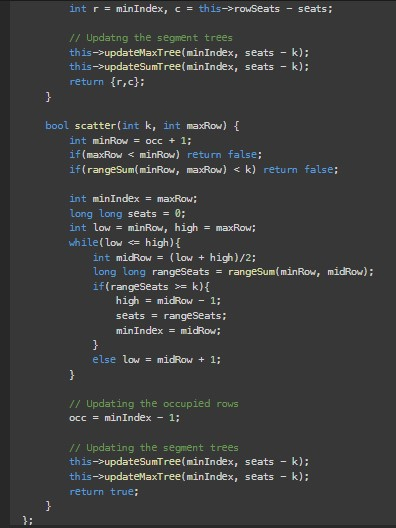 int r = minIndex, c = this->rowSeats - seats;
// Updatng the segment trees
this->updateMaxTree(minIndex, seats - k);
this->updateSumTree(minIndex, seats - k);
return {r,c};
}
bool scatter(int k, int maxRow) {
int minRow = occ + 1;
if(maxRow < minRow) return false;
if(rangeSum(minRow, maxRow) < k) return false;
int minIndex = maxRow;
long long seats = 0;
int low = minRow, high = maxRow;
while(low <= high){
int midRow = (low + high)/2;
long long rangeSeats = rangeSum(minRow, midRow);
if(rangeSeats >= k){
high = midRow - 1;
seats = rangeSeats;
minIndex = midRow;
}
else low = midRow + 1;
}
// Updating the occupied rows
occ = minIndex - 1;
// Updating the segment trees
this->updateSumTree(minIndex, seats - k);
this->updateMaxTree(minIndex, seats - k);
return true;
}
};